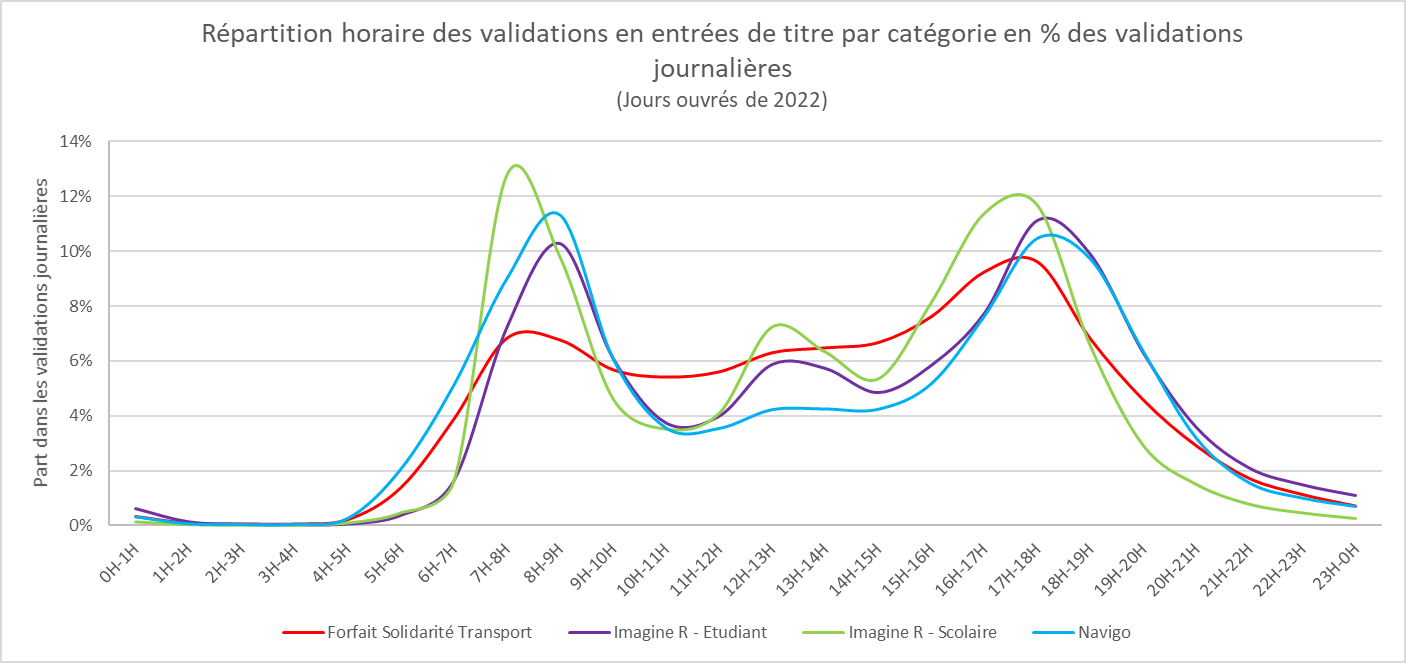 Répartition horaire des validations en entrées de titre par catégorie en % des validations
journalières
(Jours ouvrés de 2022)
Part dans les validations journalières
14%
12%
10%
8%
6%
4%
2%
0%
0H-1H
1H-2H
2H-3H
3H-4H
4H-5H
5H-6H
6H-7H
7H-8H
8H-9H
9H-10H
10H-11H
11H-12H
12H-13H
13H-14H
14H-15H
15H-16H
16H-17H
17H-18H
18H-19H
19H-20H
20H-21H
21H-22H
22H-23H
23H-0H
Forfait Solidarité Transport
Imagine R - Etudiant
Imagine R - Scolaire
Navigo